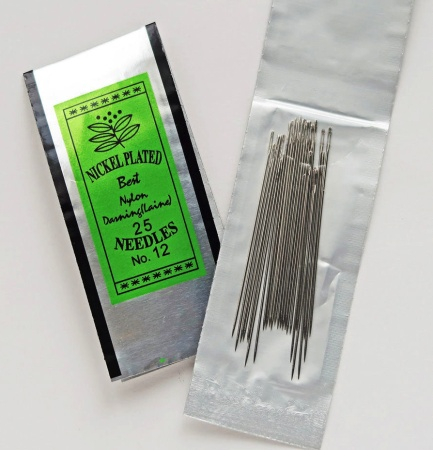 NICKEL PLATED
Best
Nylon
Darning(laine)
25
NEEDLES
No. 12